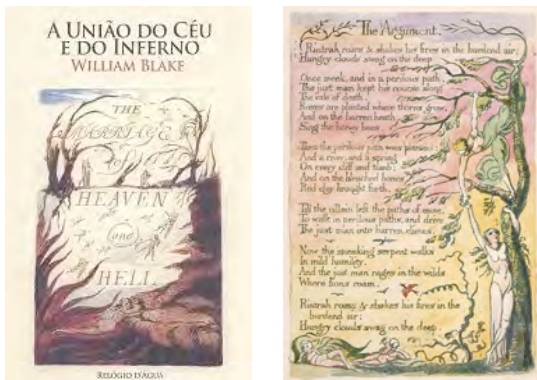 A UNIÃO DO CÉU
E DO INFERNO
WILLIAM BLAKE
THE
MARRIAGE
of
HEAVEN
and
HELL
RELÓGIO D'ÁGUA
The Argument.
Rintrah roars & shakes his fires in the burdend air;
Hungry clouds swag on the deep
Once meek, and in a perilous path,
The just man kept his course along
The vale of death.
Roses are planted where thorns grow,
And on the barren heath
Sing the honey bees
Then the perilous path was planted:
And a river, and a spring
On every cliff and tomb:
And on the bleached bones
Red clay brought forth.
Till the villain left the paths of ease,
To walk in perilous paths, and drive
The just man into barren climes.
Now the sneaking serpent walks
In mild humility.
And the just man rages in the wilds
Where lions roam.
Rintrah roars & shakes his fires in the
burdend air;
Hungry clouds swag on the deep